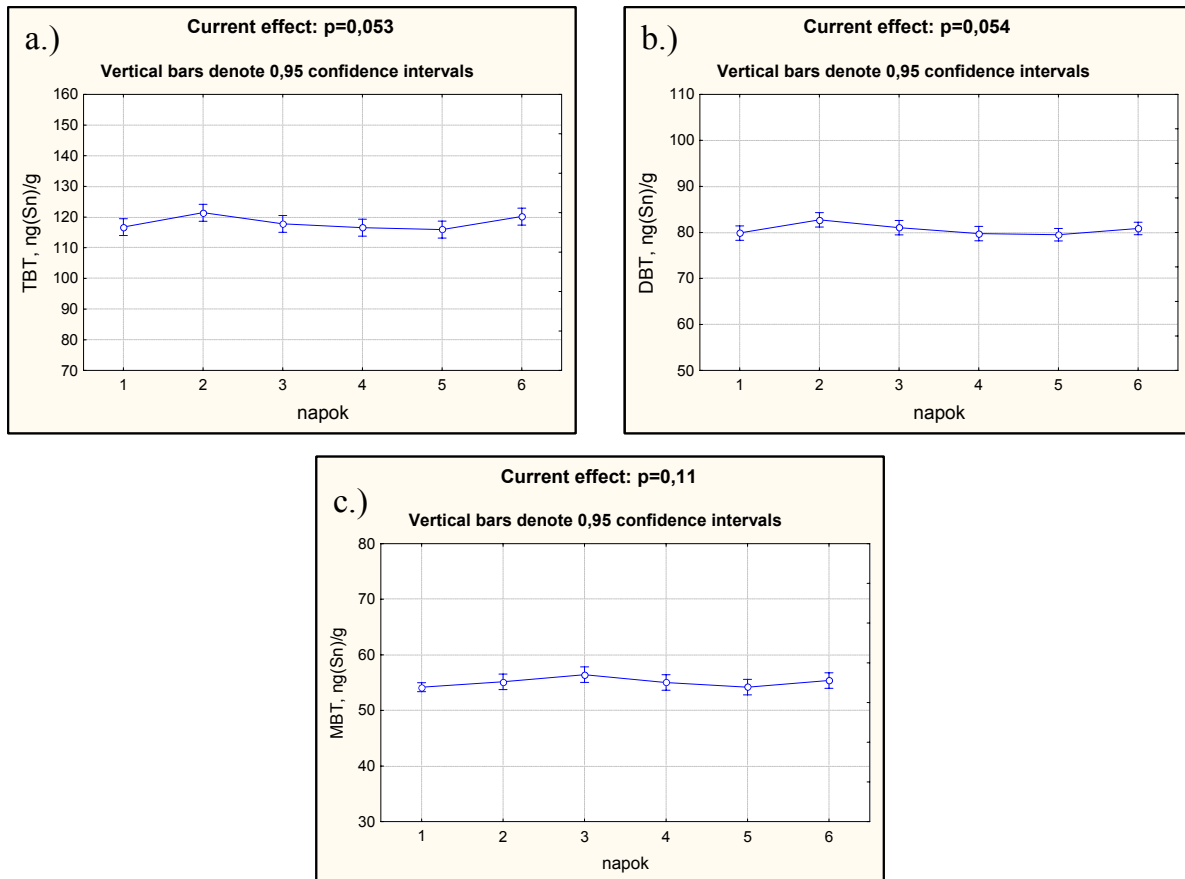 a.)
Current effect: p=0,053
Vertical bars denote 0,95 confidence intervals
TBT, ng(Sn)/g
160
150
140
130
120
110
100
90
80
70
1 2 3 4 5 6
napok
b.)
Current effect: p=0,054
Vertical bars denote 0,95 confidence intervals
DBT, ng(Sn)/g
110
100
90
80
70
60
50
1 2 3 4 5 6
napok
c.)
Current effect: p=0,11
Vertical bars denote 0,95 confidence intervals
MBT, ng(Sn)/g
80
70
60
50
40
30
1 2 3 4 5 6
napok